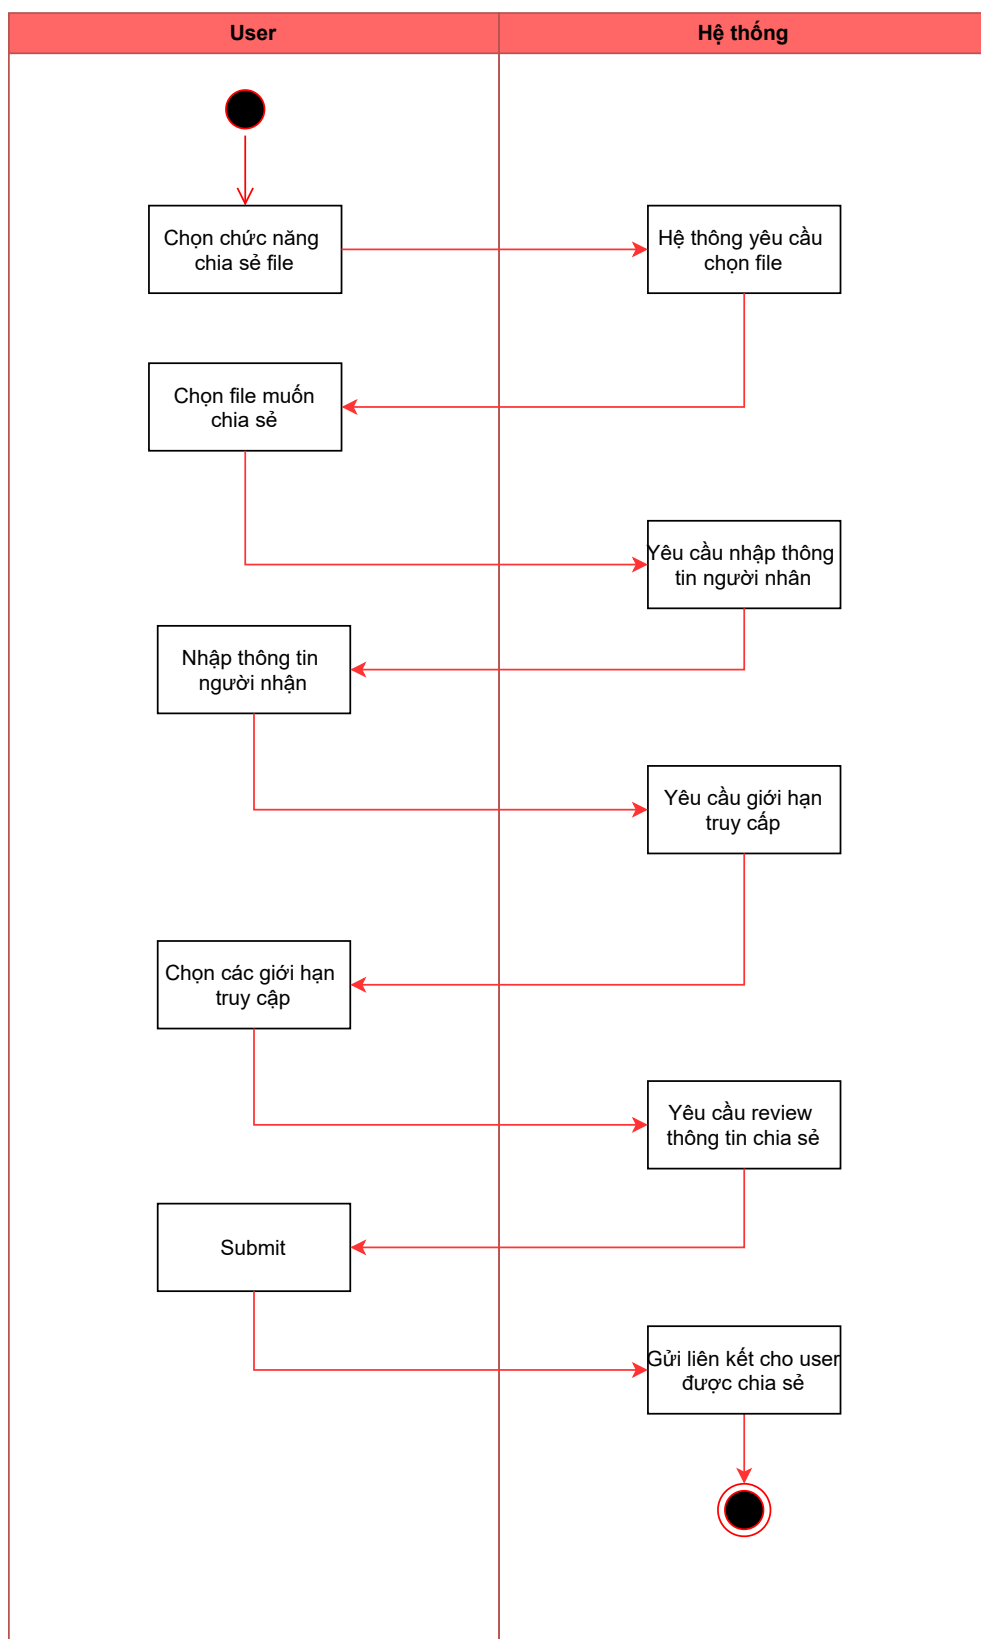 User
Hệ thống
Chọn chức năng
chia sẻ file
Hệ thông yêu cầu
chọn file
Chọn file muốn
chia sẻ
Yêu cầu nhập thông
tin người nhân
Nhập thông tin
người nhận
Yêu cầu giới hạn
truy cấp
Chọn các giới hạn
truy cập
Yêu cầu review
thông tin chia sẻ
Submit
Gửi liên kết cho user
được chia sẻ